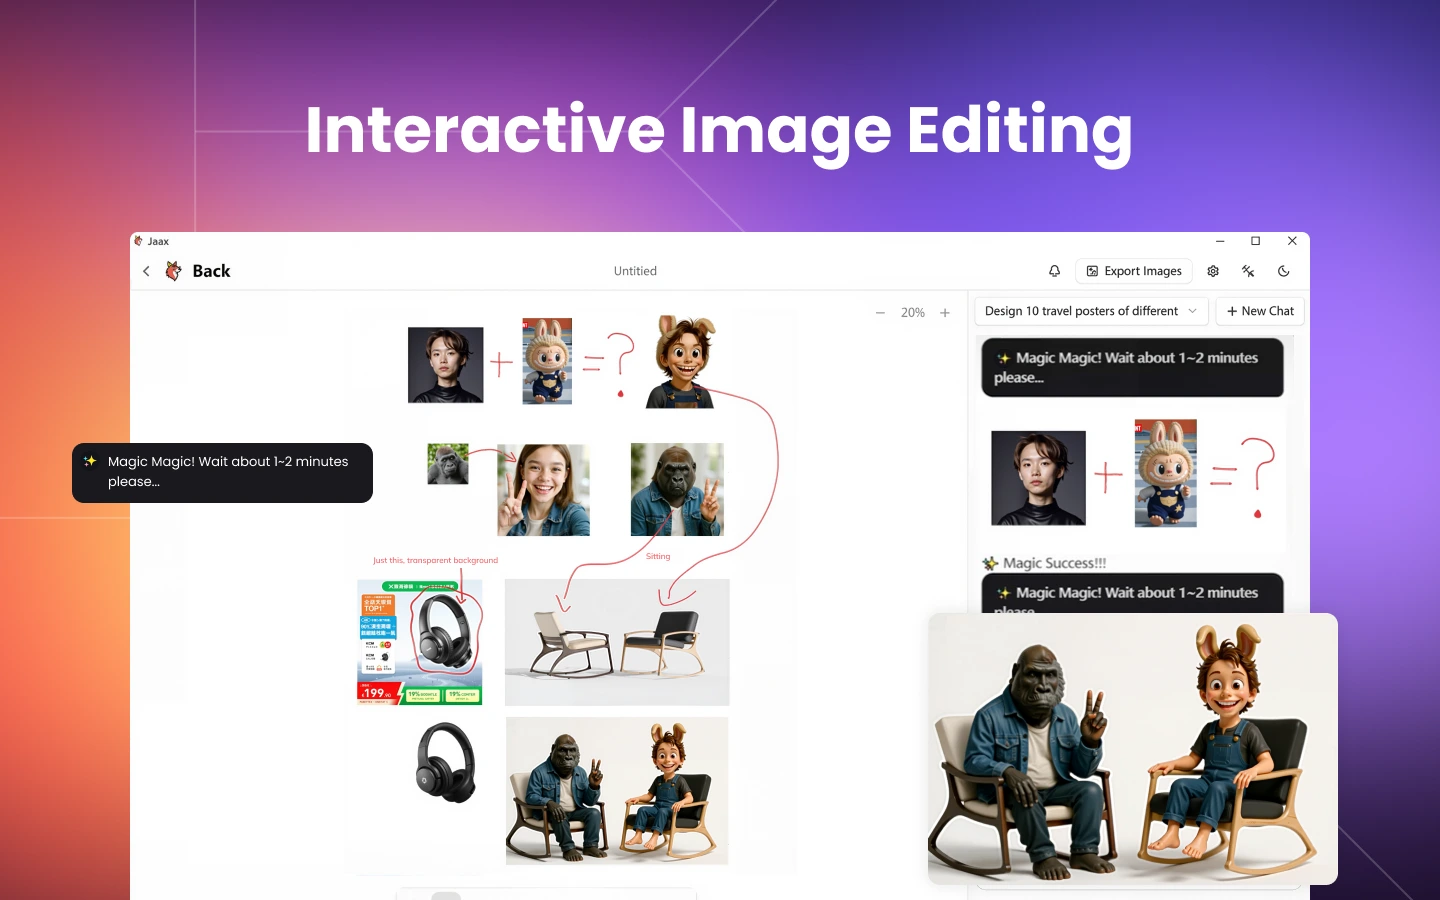 Interactive Image Editing
Jaax
Back
Untitled
Export Images
20%
Design 10 travel posters of different
New Chat
✨ Magic Magic! Wait about 1~2 minutes
please...
+
=?
✨ Magic Magic! Wait about 1~2 minutes
please...
+
=?
✨ Magic Success!!!
✨ Magic Magic! Wait about 1~2 minutes
please
Just this, transparent background
Sitting
TOP1
199
19%
19%